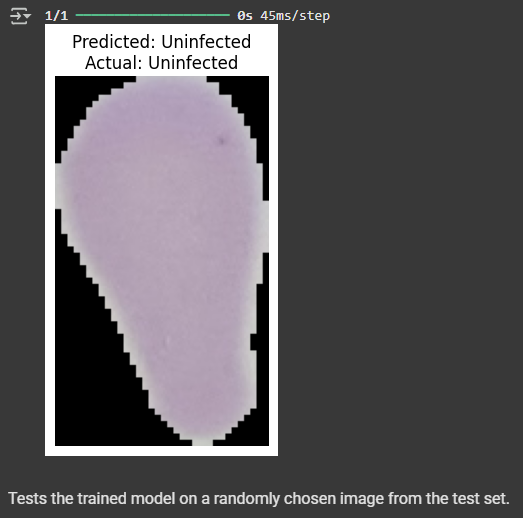 1/1 ━━━━━━━━━━━━━━━━━━━━ 0s 45ms/step
Predicted: Uninfected
Actual: Uninfected
Tests the trained model on a randomly chosen image from the test set.